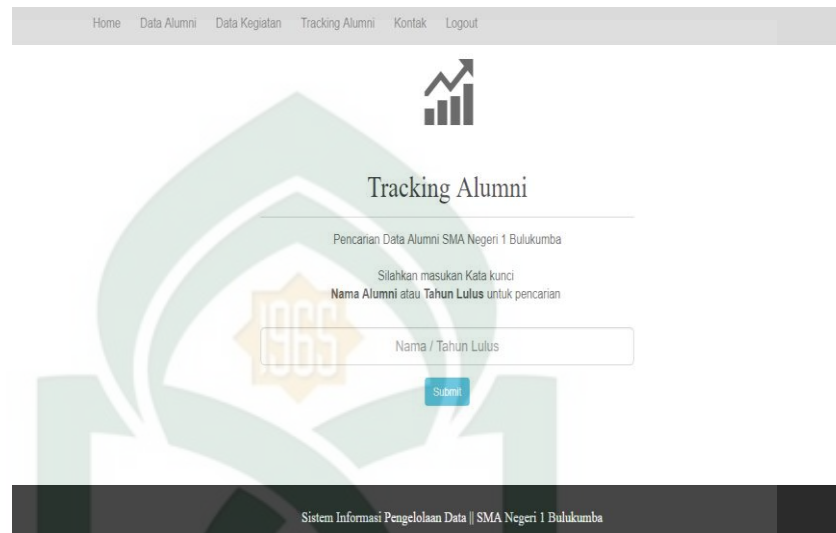 Home Data Alumni Data Kegiatan Tracking Alumni Kontak Logout
Tracking Alumni
Pencarian Data Alumni SMA Negeri 1 Bulukumba
Silahkan masukan Kata kunci
Nama Alumni atau Tahun Lulus untuk pencarian
1965
Nama / Tahun Lulus
Submit
Sistem Informasi Pengelolaan Data || SMA Negeri 1 Bulukumba